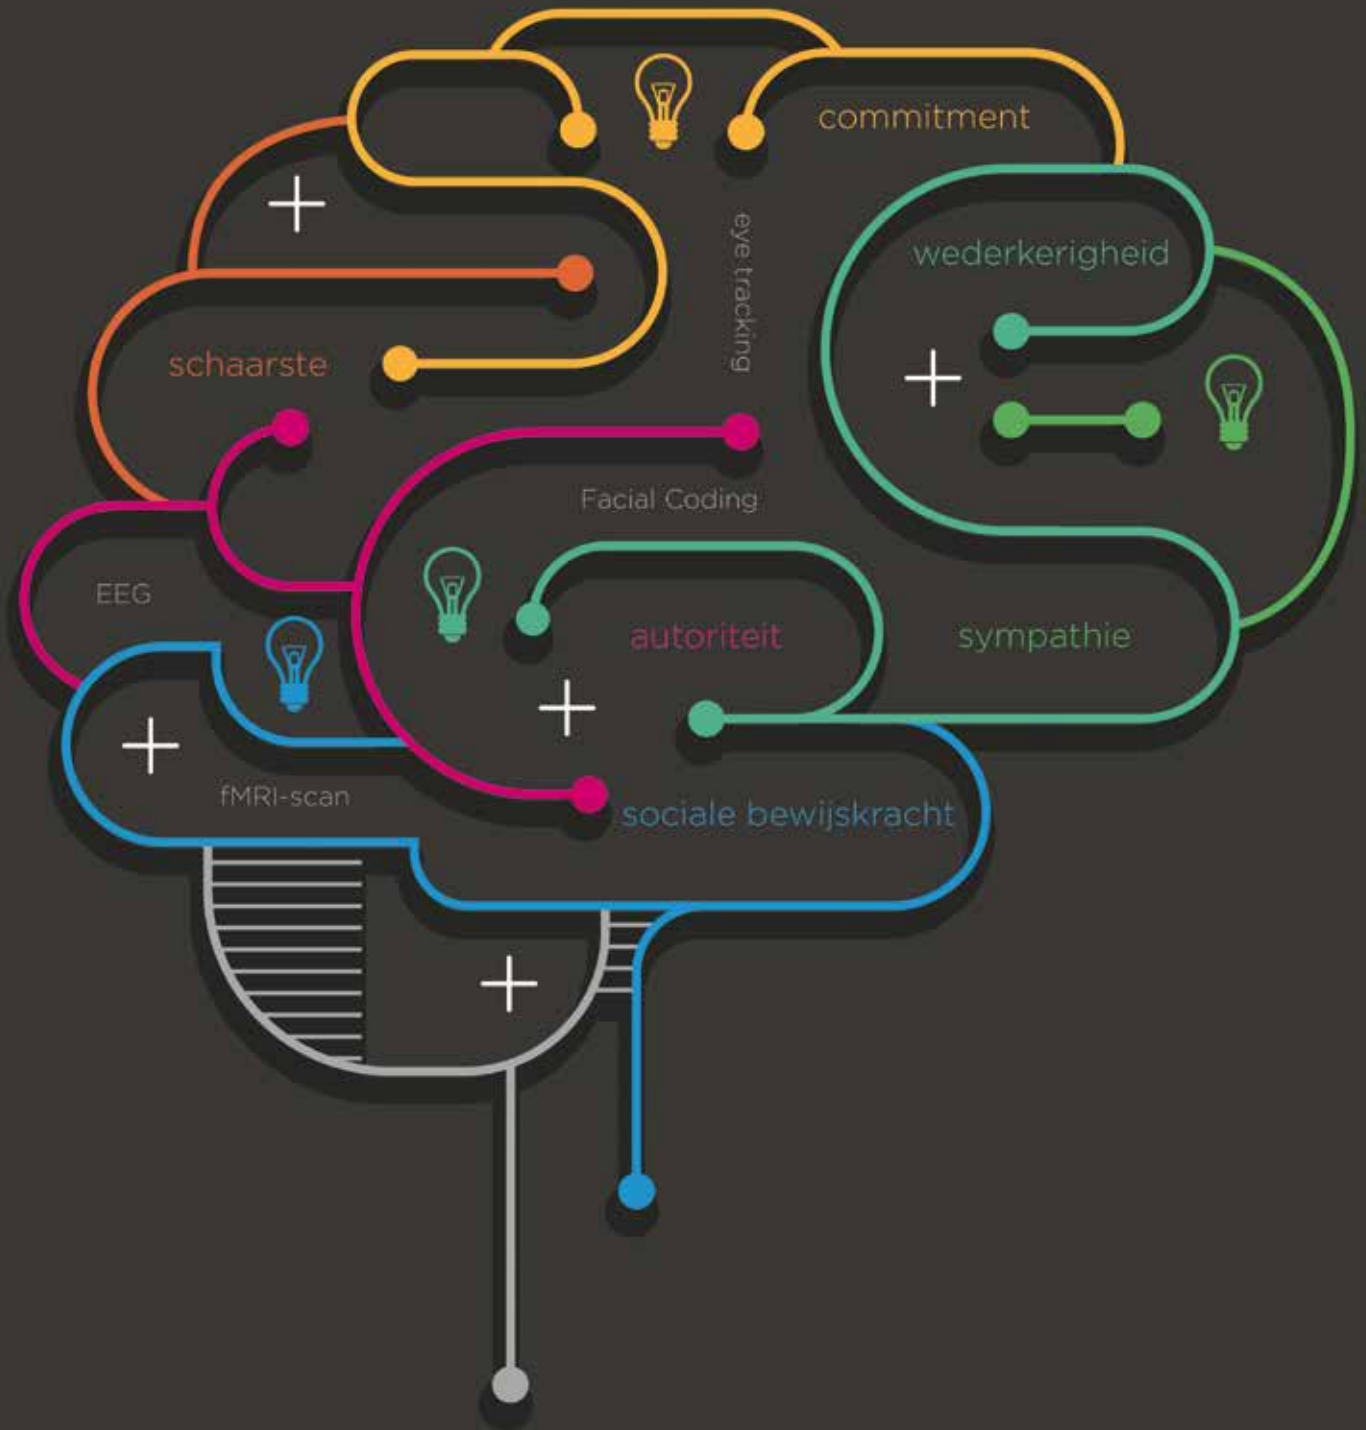 commitment
eye tracking
wederkerigheid
schaarste
Facial Coding
EEG
autoriteit
sympathie
fMRI-scan
sociale bewijskracht